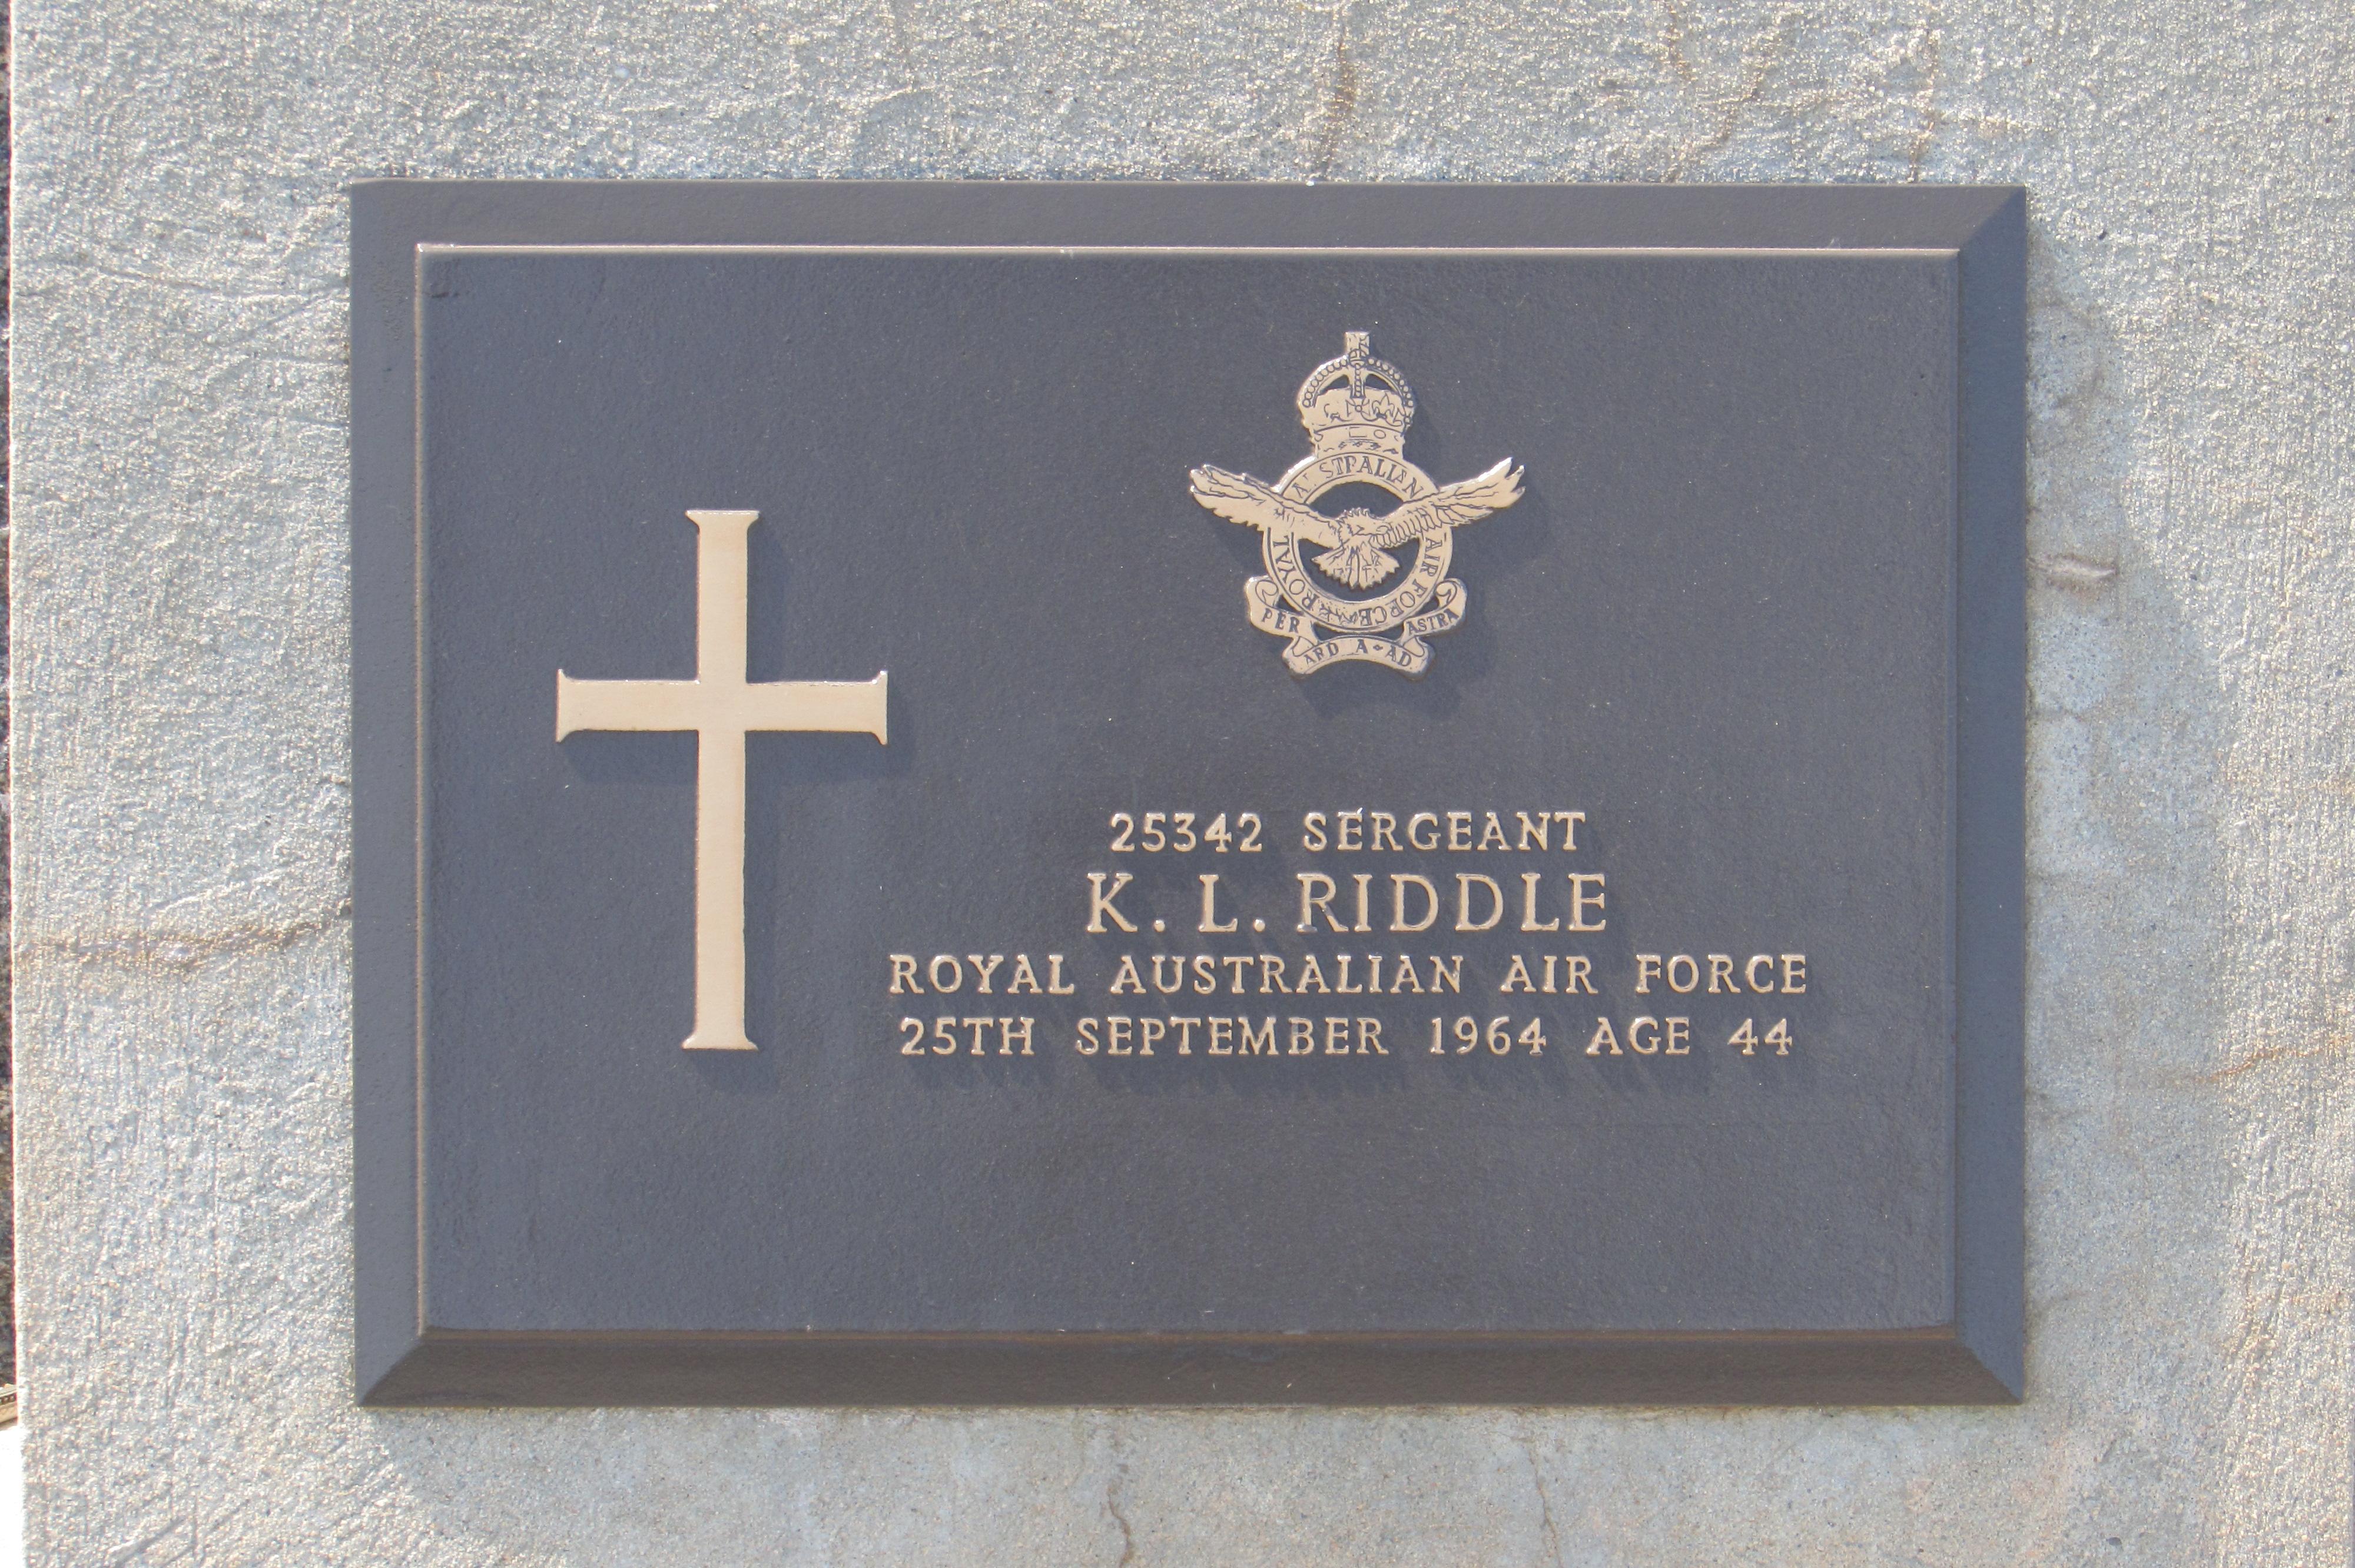 ROYAL AUSTRALIAN AIR FORCE
PER ARDUA AD ASTRA
25342 SERGEANT
K. L. RIDDLE
ROYAL AUSTRALIAN AIR FORCE
25TH SEPTEMBER 1964 AGE 44